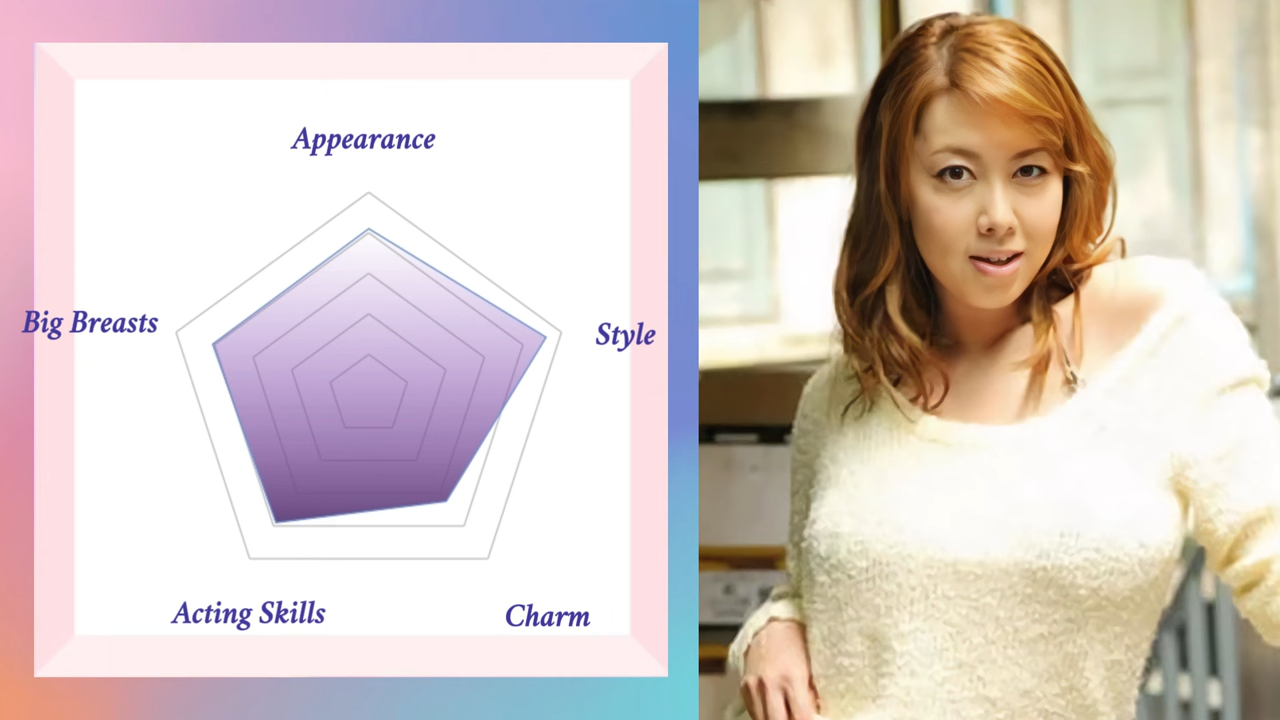 Appearance
Big Breasts
Style
Acting Skills
Charm